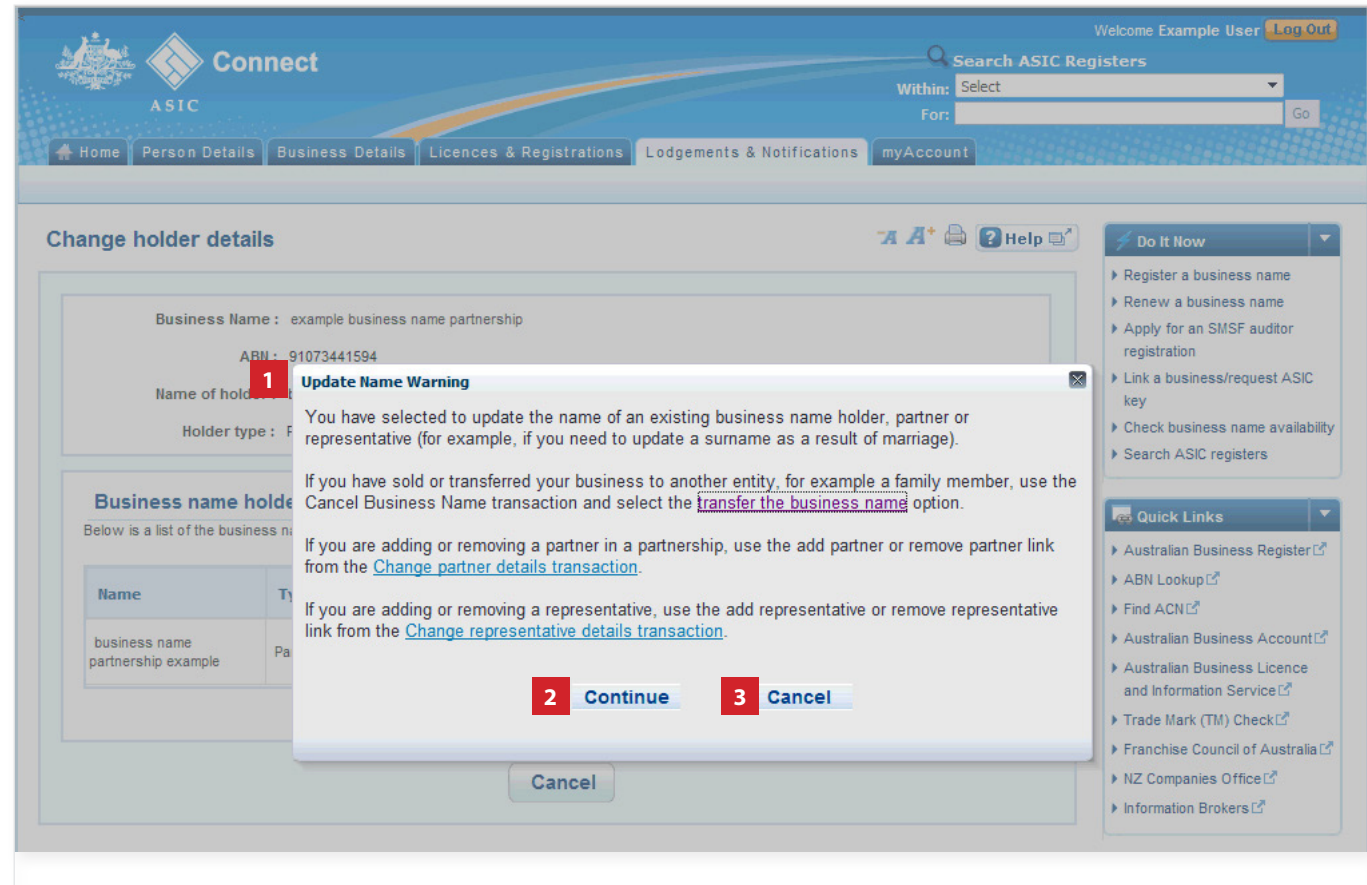 Welcome Example User Log Out
Connect
ASIC
Search ASIC Registers
Within: Select
For: Go
Home Person Details Business Details Licences & Registrations Lodgements & Notifications myAccount
Change holder details
-A A+ Help
Business Name : example business name partnership
ABN : 91073441594
Name of holder
Holder type :
Business name
Below is a list of the business
Name
business name
partnership example
1 Update Name Warning
You have selected to update the name of an existing business name holder, partner or
representative (for example, if you need to update a surname as a result of marriage).
If you have sold or transferred your business to another entity, for example a family member, use the
Cancel Business Name transaction and select the transfer the business name option.
If you are adding or removing a partner in a partnership, use the add partner or remove partner link
from the Change partner details transaction.
If you are adding or removing a representative, use the add representative or remove representative
link from the Change representative details transaction.
2 Continue 3 Cancel
Cancel
Do It Now
Register a business name
Renew a business name
Apply for an SMSF auditor
registration
Link a business/request ASIC
key
Check business name availability
Search ASIC registers
Quick Links
Australian Business Register
ABN Lookup
Find ACN
Australian Business Account
Australian Business Licence
and Information Service
Trade Mark (TM) Check
Franchise Council of Australia
NZ Companies Office
Information Brokers